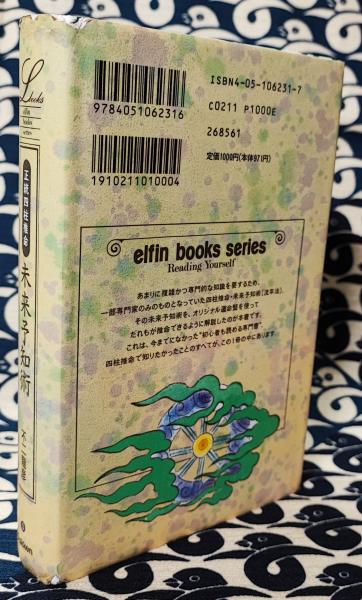 ISBN4-05-106231-7
C0211 P1000E
268561
定価1000円(本体971円)
9784051062316
1910211010004
elfin books series
Reading Yourself
あまりに複雑かつ専門的な知識を要するため、
一部専門家のみのものとなっていた四柱推命・未来予知術「流年法」。
その未来予知術を、オリジナル運命盤を使って
だれもが推命できるように解説したのが本書です。
これは、今までになかった“初心者も読める専門書”。
四柱推命で知りたかったことのすべてが、この1冊の中にあります。
Lbooks
elfin
books
series
正統四柱推命
未来予知術